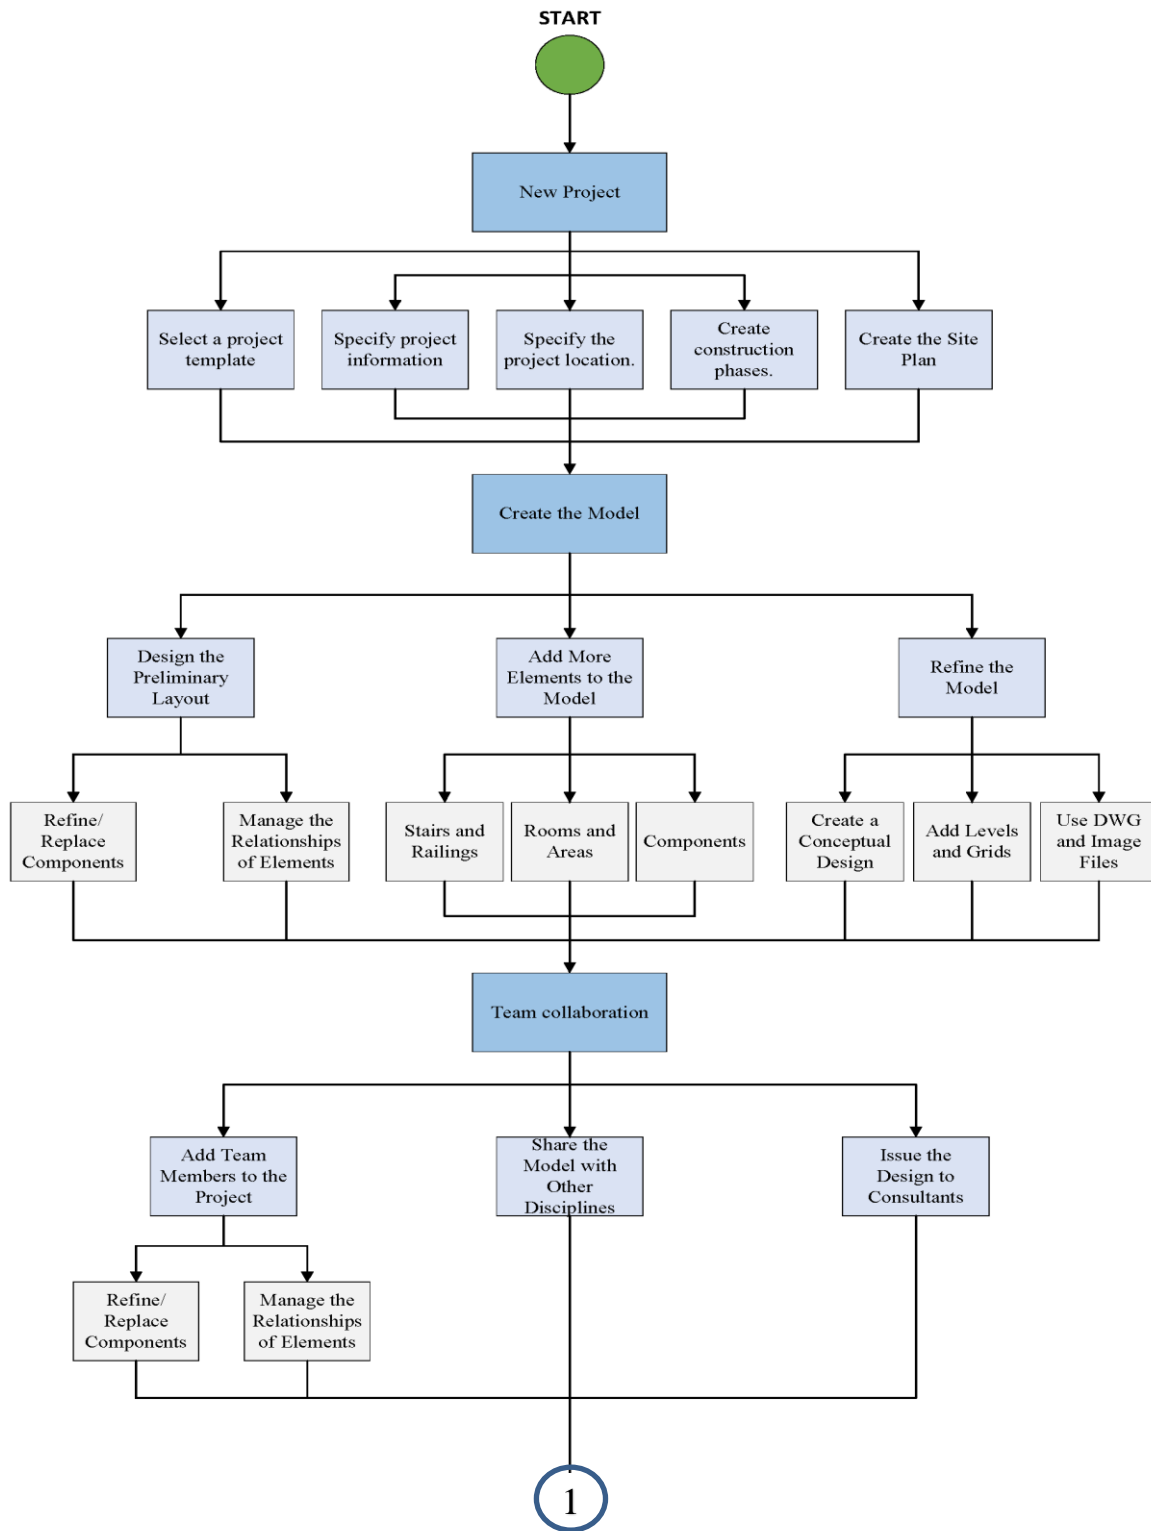 START
New Project
Select a project
template
Specify project
information
Specify the
project location.
Create
construction
phases.
Create the Site
Plan
Create the Model
Design the
Preliminary
Layout
Add More
Elements to the
Model
Refine the
Model
Refine/
Replace
Components
Manage the
Relationships
of Elements
Stairs and
Railings
Rooms and
Areas
Components
Create a
Conceptual
Design
Add Levels
and Grids
Use DWG
and Image
Files
Team collaboration
Add Team
Members to the
Project
Share the
Model with
Other
Disciplines
Issue the
Design to
Consultants
Refine/
Replace
Components
Manage the
Relationships
of Elements
1